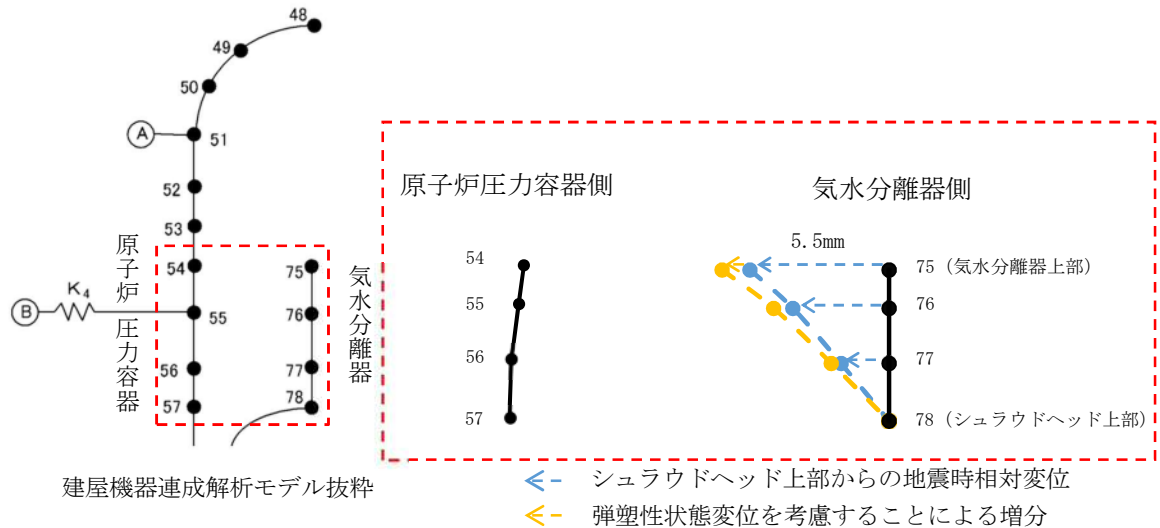 48
49
50
A
51
52
53
原子炉圧力容器
54
75
K4
B
55
76
気水分離器
56
77
57
78
建屋機器連成解析モデル抜粋
原子炉圧力容器側
気水分離器側
5.5mm
54
55
56
57
75（気水分離器上部）
76
77
78（シュラウドヘッド上部）
シュラウドヘッド上部からの地震時相対変位
弾塑性状態変位を考慮することによる増分